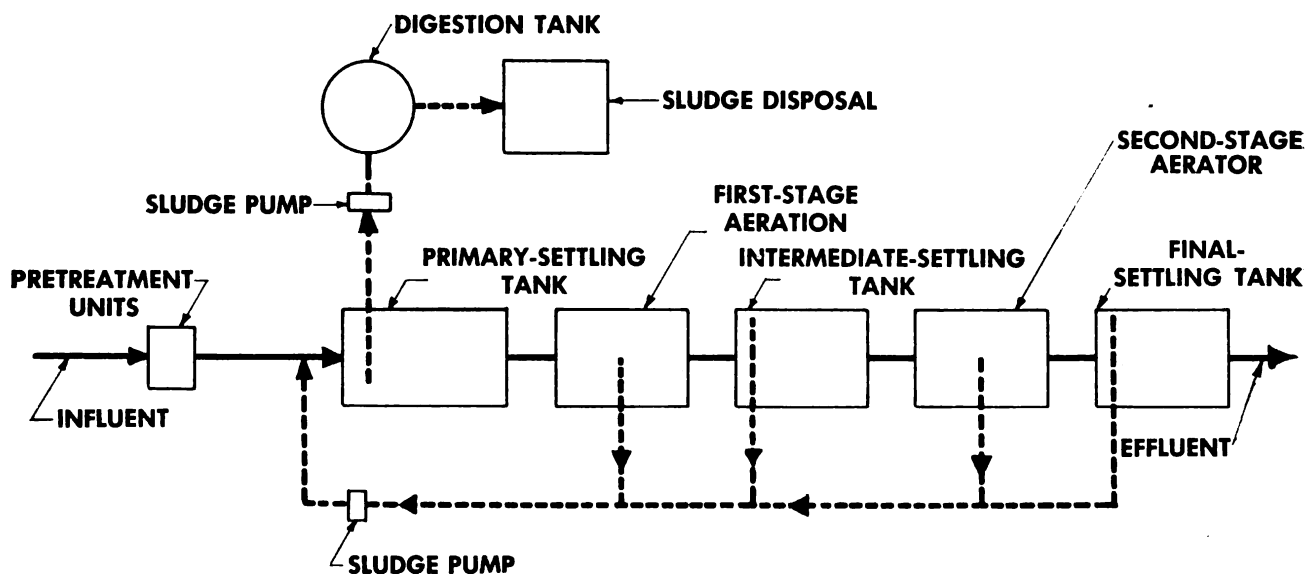 DIGESTION TANK
SLUDGE DISPOSAL
SECOND-STAGE
AERATOR
SLUDGE PUMP
FIRST-STAGE
AERATION
PRIMARY-SETTLING
TANK
INTERMEDIATE-SETTLING
TANK
FINAL-
SETTLING TANK
PRETREATMENT
UNITS
INFLUENT
EFFLUENT
SLUDGE PUMP